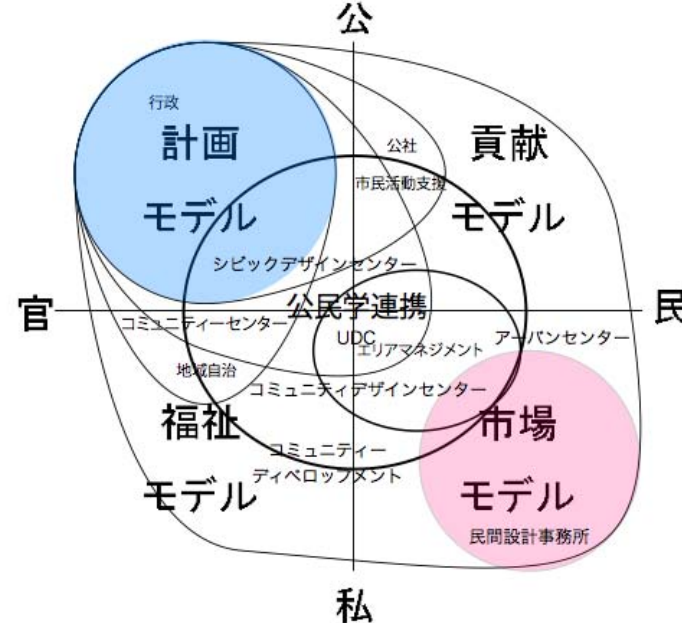 公
行政
計画
モデル
公社
市民活動支援
貢献
モデル
シビックデザインセンター
官
公民学連携
民
コミュニティーセンター
UDC
エリアマネジメント
アーバンセンター
地域自治
コミュニティデザインセンター
福祉
モデル
コミュニティー
ディベロップメント
市場
モデル
民間設計事務所
私